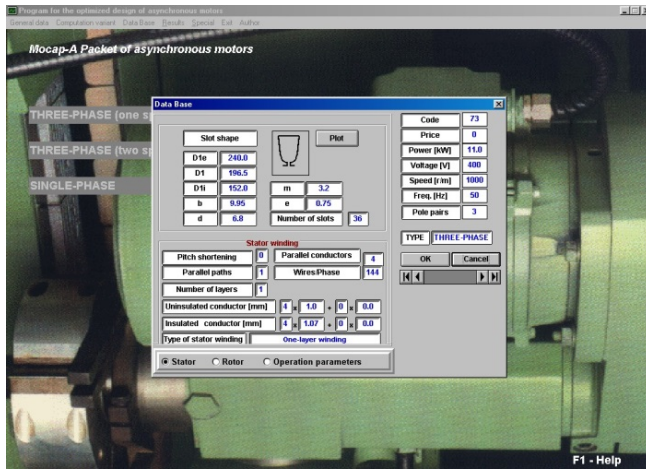 Program for the optimized design of asynchronous motors
General data Computation variant Data Base Results Special Exit Author
Mocap-A Packet of asynchronous motors
THREE-PHASE (one sp
THREE-PHASE (two sp
SINGLE-PHASE
Data Base
Slot shape
Plot
D1e 240.0
D1 196.5
D1i 152.0
b 9.95
d 6.8
m 3.2
e 0.75
Number of slots 36
Stator winding
Pitch shortening 0 Parallel conductors 4
Parallel paths 1 Wires/Phase 144
Number of layers 1
Uninsulated conductor [mm] 4 x 1.0 + 0 x 0.0
Insulated conductor [mm] 4 x 1.07 + 0 x 0.0
Type of stator winding One-layer winding
Stator Rotor Operation parameters
Code 73
Price 0
Power [kW] 11.0
Voltage [V] 400
Speed [r/m] 1000
Freq. [Hz] 50
Pole pairs 3
TYPE THREE-PHASE
OK Cancel
F1 - Help